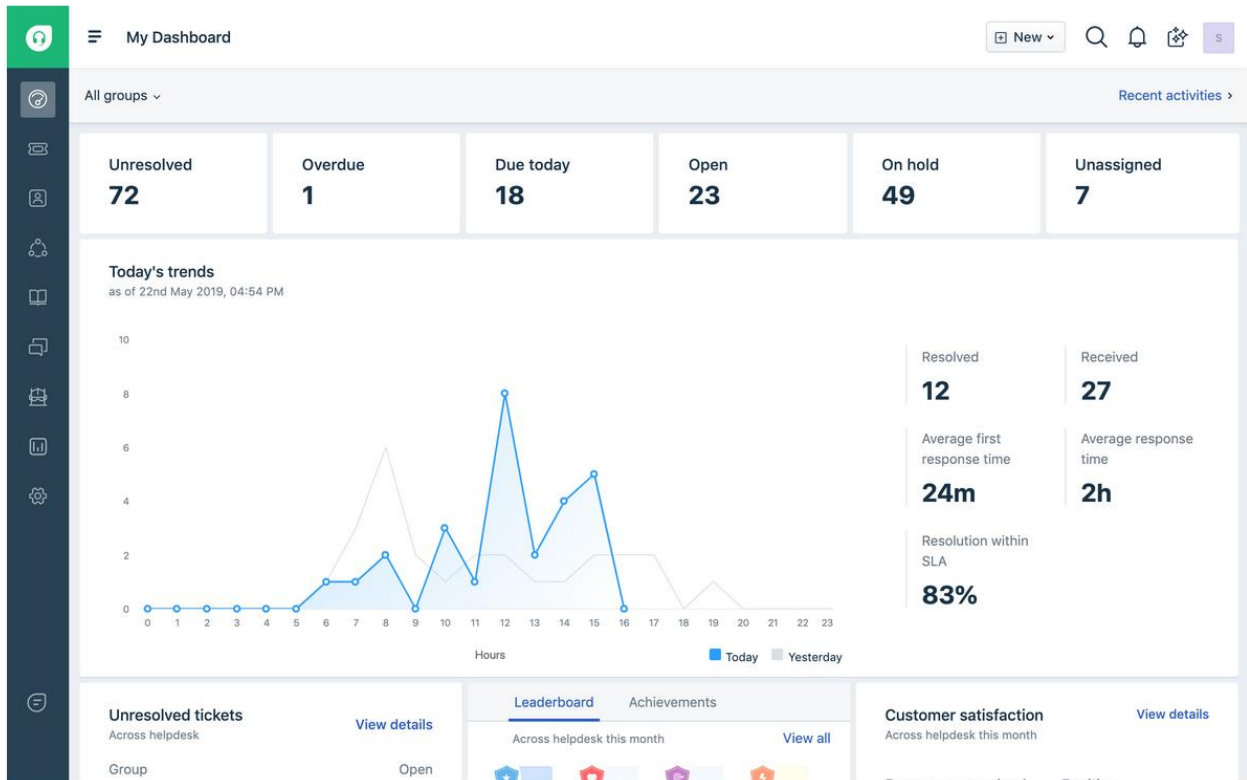 My Dashboard
New
S
All groups
Recent activities
Unresolved
72
Overdue
1
Due today
18
Open
23
On hold
49
Unassigned
7
Today's trends
as of 22nd May 2019, 04:54 PM
10
8
6
4
2
0
0 1 2 3 4 5 6 7 8 9 10 11 12 13 14 15 16 17 18 19 20 21 22 23
Hours
Today
Yesterday
Resolved
12
Received
27
Average first
response time
24m
Average response
time
2h
Resolution within
SLA
83%
Unresolved tickets
View details
Across helpdesk
Group
Open
Leaderboard
Achievements
Across helpdesk this month
View all
Customer satisfaction
View details
Across helpdesk this month